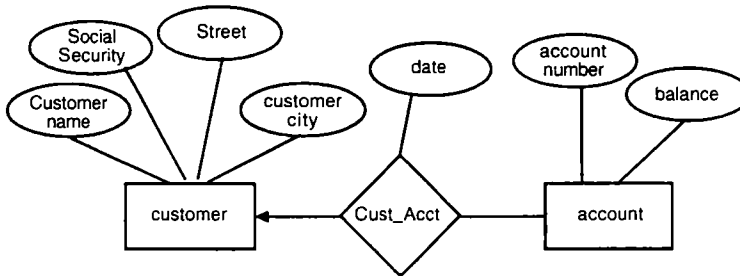 Social
Security
Street
Customer
name
customer
city
date
account
number
balance
customer
Cust_Acct
account